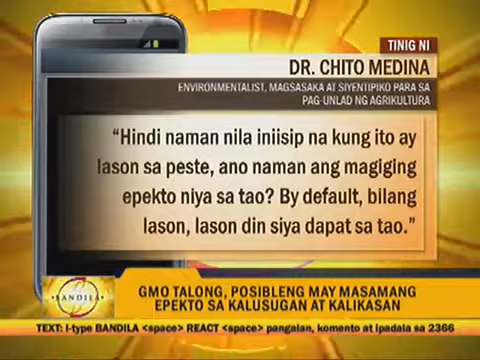 TINIG NI
DR. CHITO MEDINA
ENVIRONMENTALIST, MAGSASAKA AT SIYENTIPIKO PARA SA
PAG-UNLAD NG AGRIKULTURA
“Hindi naman nila iniisip na kung ito ay
lason sa peste, ano naman ang magiging
epekto niya sa tao? By default, bilang
lason, lason din siya dapat sa tao.”
BANDILA
GMO TALONG, POSIBLENG MAY MASAMANG
EPEKTO SA KALUSUGAN AT KALIKASAN
TEXT: I-type BANDILA <space> REACT <space> pangalan, komento at ipadala sa 2366